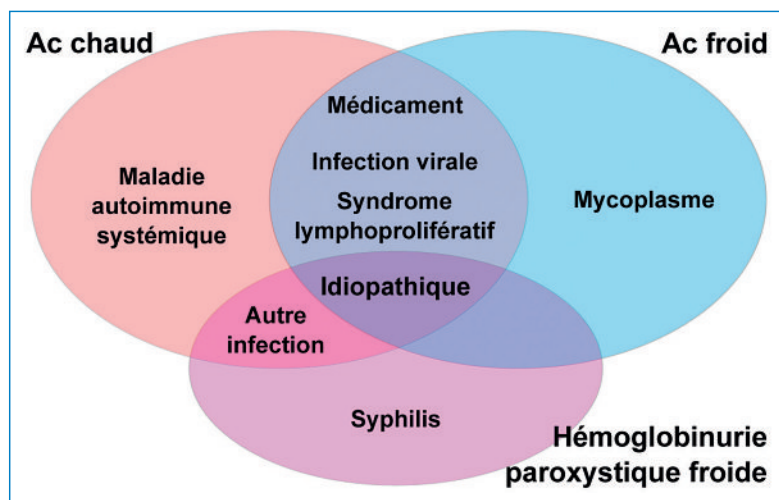 Ac chaud
Ac froid
Médicament
Infection virale
Syndrome
lymphoprolifératif
Maladie
autoimmune
systémique
Mycoplasme
Idiopathique
Autre
infection
Syphilis
Hémoglobinurie
paroxystique froide